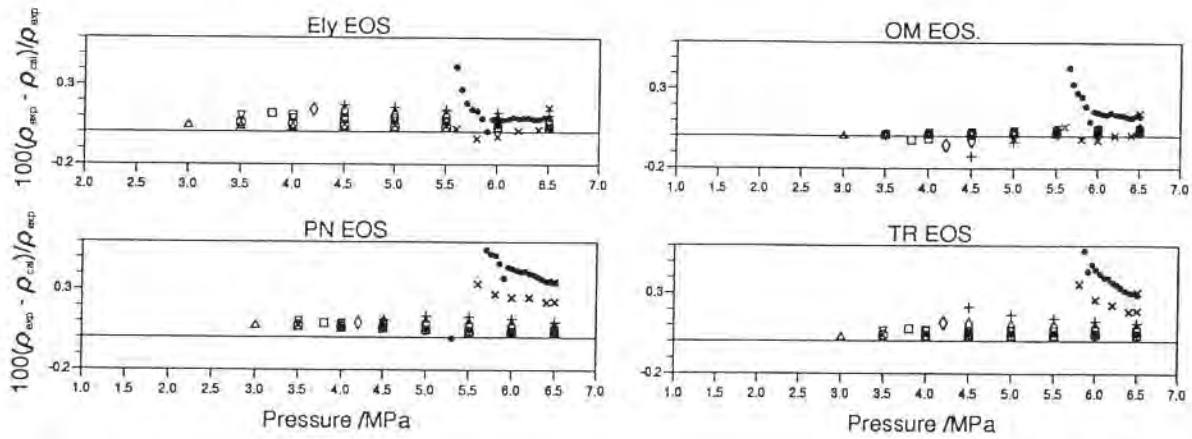 Ely EOS
100(ρexp - ρcal)/ρexp
0.3
-0.2
2.0 2.5 3.0 3.5 4.0 4.5 5.0 5.5 6.0 6.5 7.0
OM EOS.
0.3
-0.2
1.0 1.5 2.0 2.5 3.0 3.5 4.0 4.5 5.0 5.5 6.0 6.5 7.0
PN EOS
100(ρexp - ρcal)/ρexp
0.3
-0.2
1.0 1.5 2.0 2.5 3.0 3.5 4.0 4.5 5.0 5.5 6.0 6.5 7.0
Pressure /MPa
TR EOS
0.3
-0.2
1.0 1.5 2.0 2.5 3.0 3.5 4.0 4.5 5.0 5.5 6.0 6.5 7.0
Pressure /MPa